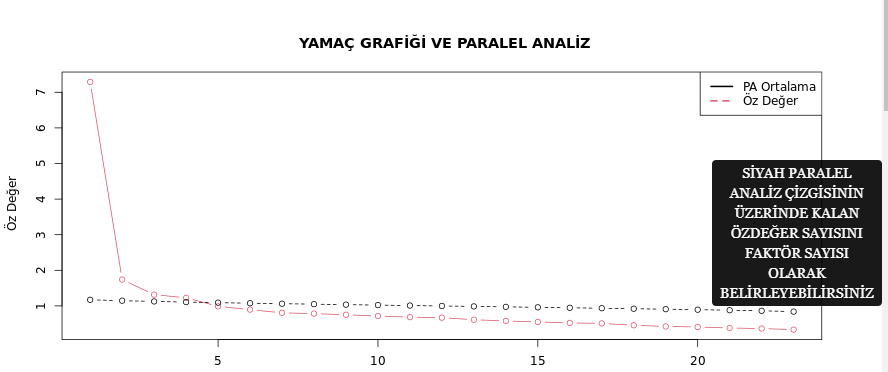 YAMAÇ GRAFİĞİ VE PARALEL ANALİZ
PA Ortalama
Öz Değer
Öz Değer
7
6
5
4
3
2
1
5
10
15
20
SİYAH PARALEL
ANALİZ ÇİZGİSİNİN
ÜZERİNDE KALAN
ÖZDEĞER SAYISINI
FAKTÖR SAYISI
OLARAK
BELİRLEYEBİLİRSİNİZ